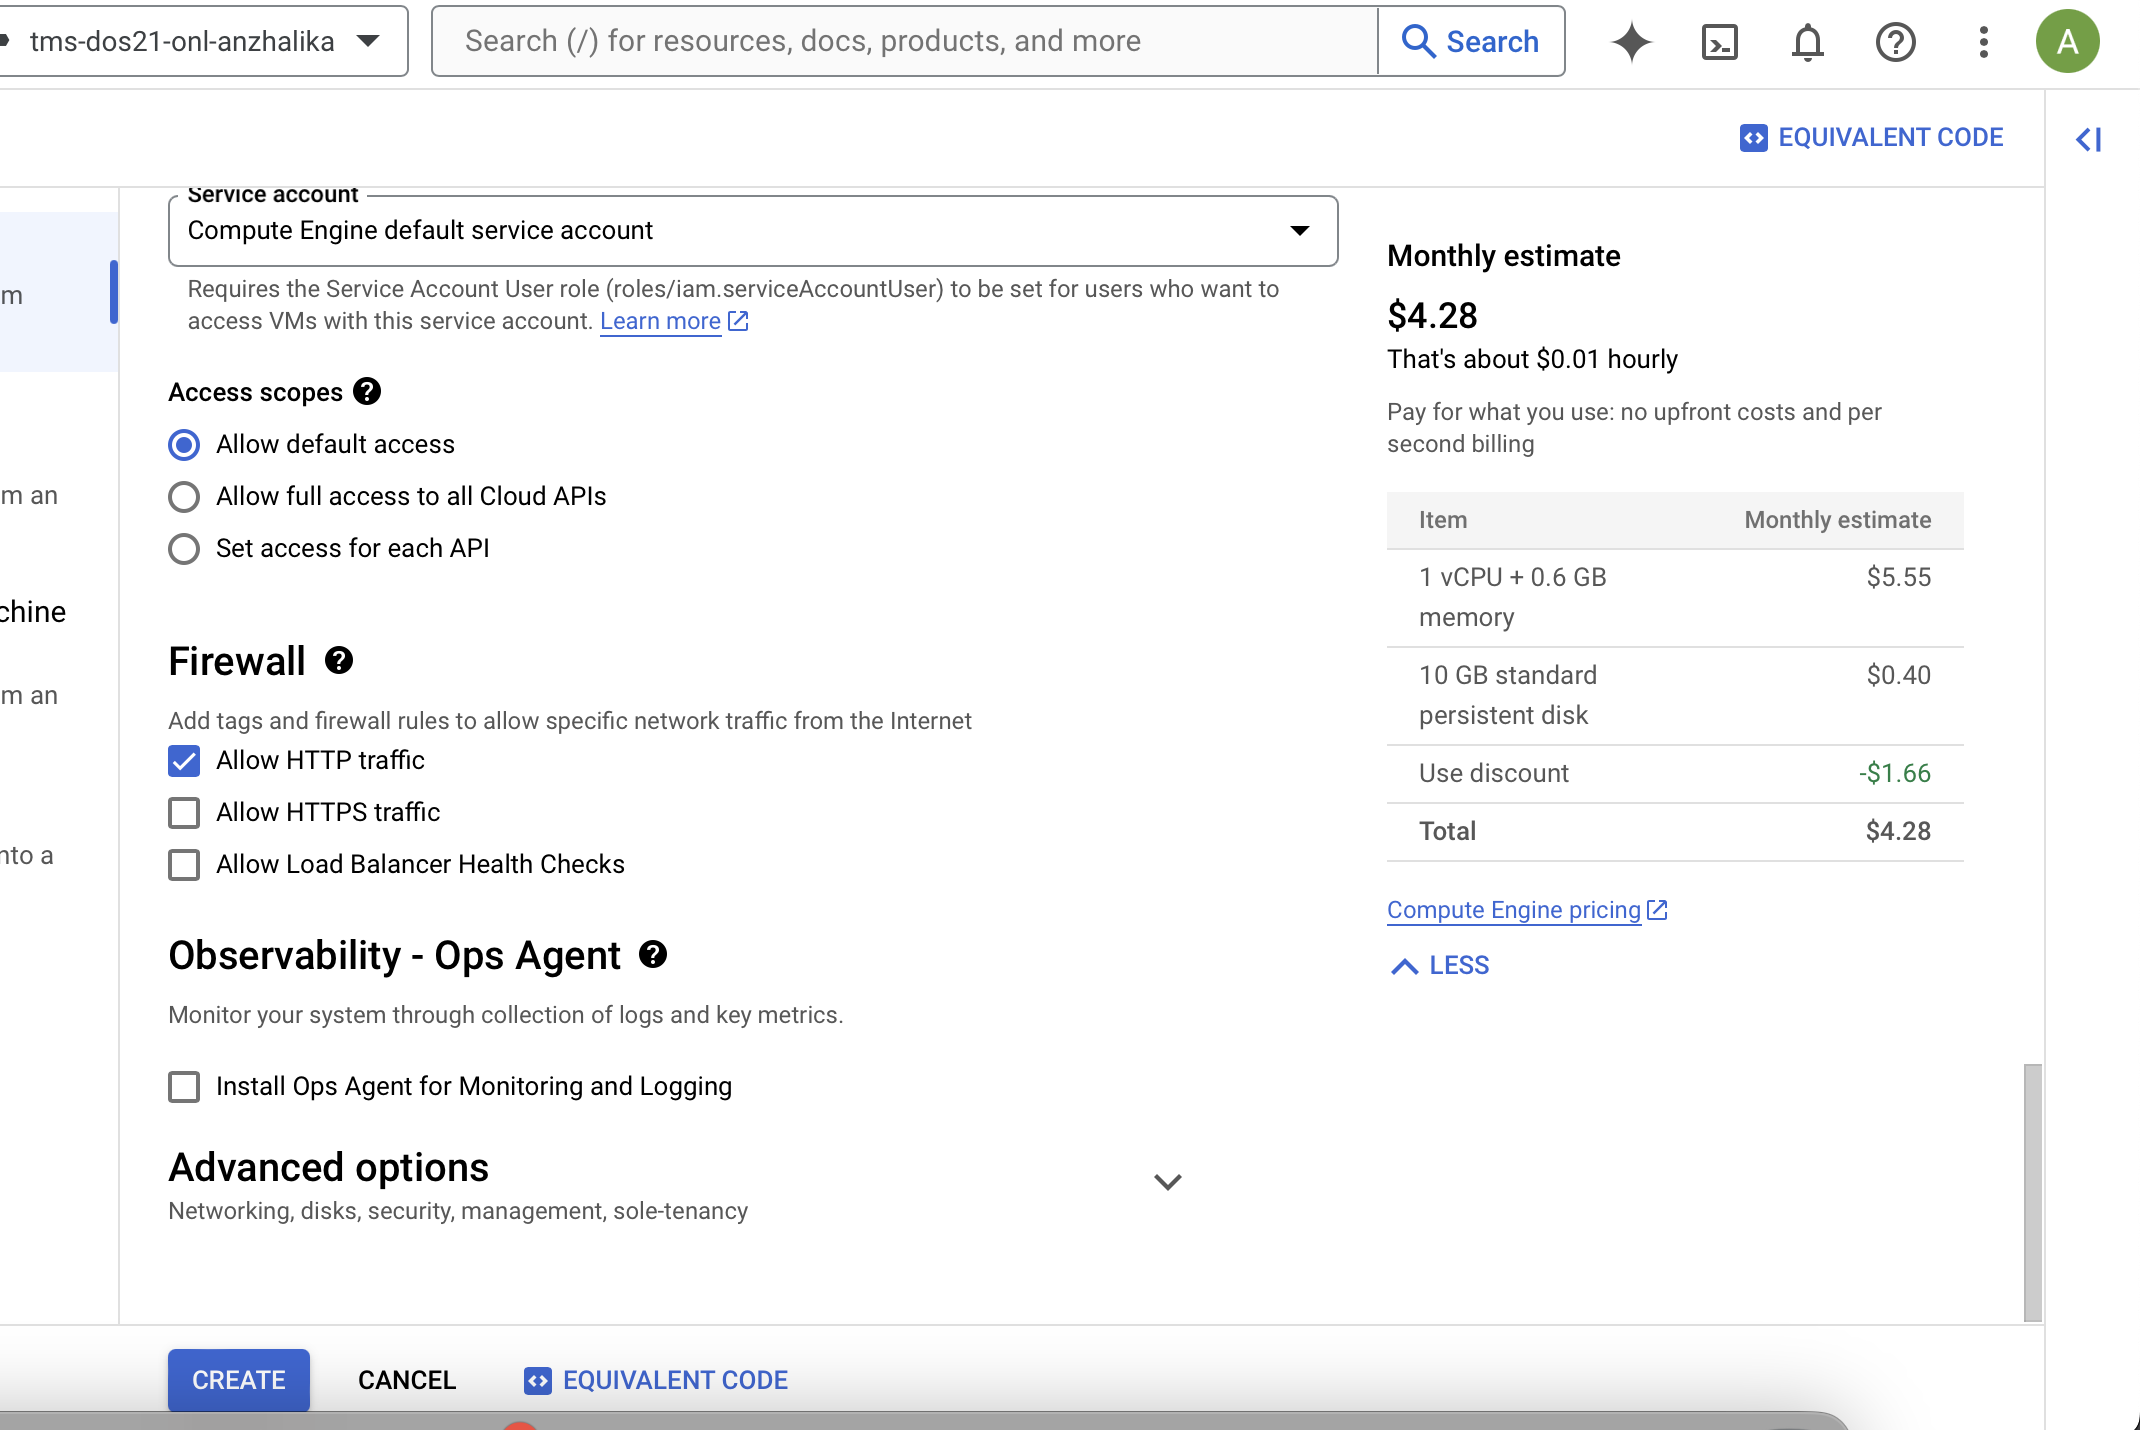 tms-dos21-onl-anzhalika
Search (/) for resources, docs, products, and more
Search
A
EQUIVALENT CODE
m
m an
chine
m an
nto a
Service account
Compute Engine default service account
Requires the Service Account User role (roles/iam.serviceAccountUser) to be set for users who want to
access VMs with this service account. Learn more
Access scopes
Allow default access
Allow full access to all Cloud APIs
Set access for each API
Firewall
Add tags and firewall rules to allow specific network traffic from the Internet
Allow HTTP traffic
Allow HTTPS traffic
Allow Load Balancer Health Checks
Observability - Ops Agent
Monitor your system through collection of logs and key metrics.
Install Ops Agent for Monitoring and Logging
Advanced options
Networking, disks, security, management, sole-tenancy
Monthly estimate
$4.28
That's about $0.01 hourly
Pay for what you use: no upfront costs and per
second billing
Item Monthly estimate
1 vCPU + 0.6 GB $5.55
memory
10 GB standard $0.40
persistent disk
Use discount -$1.66
Total $4.28
Compute Engine pricing
LESS
CREATE CANCEL EQUIVALENT CODE